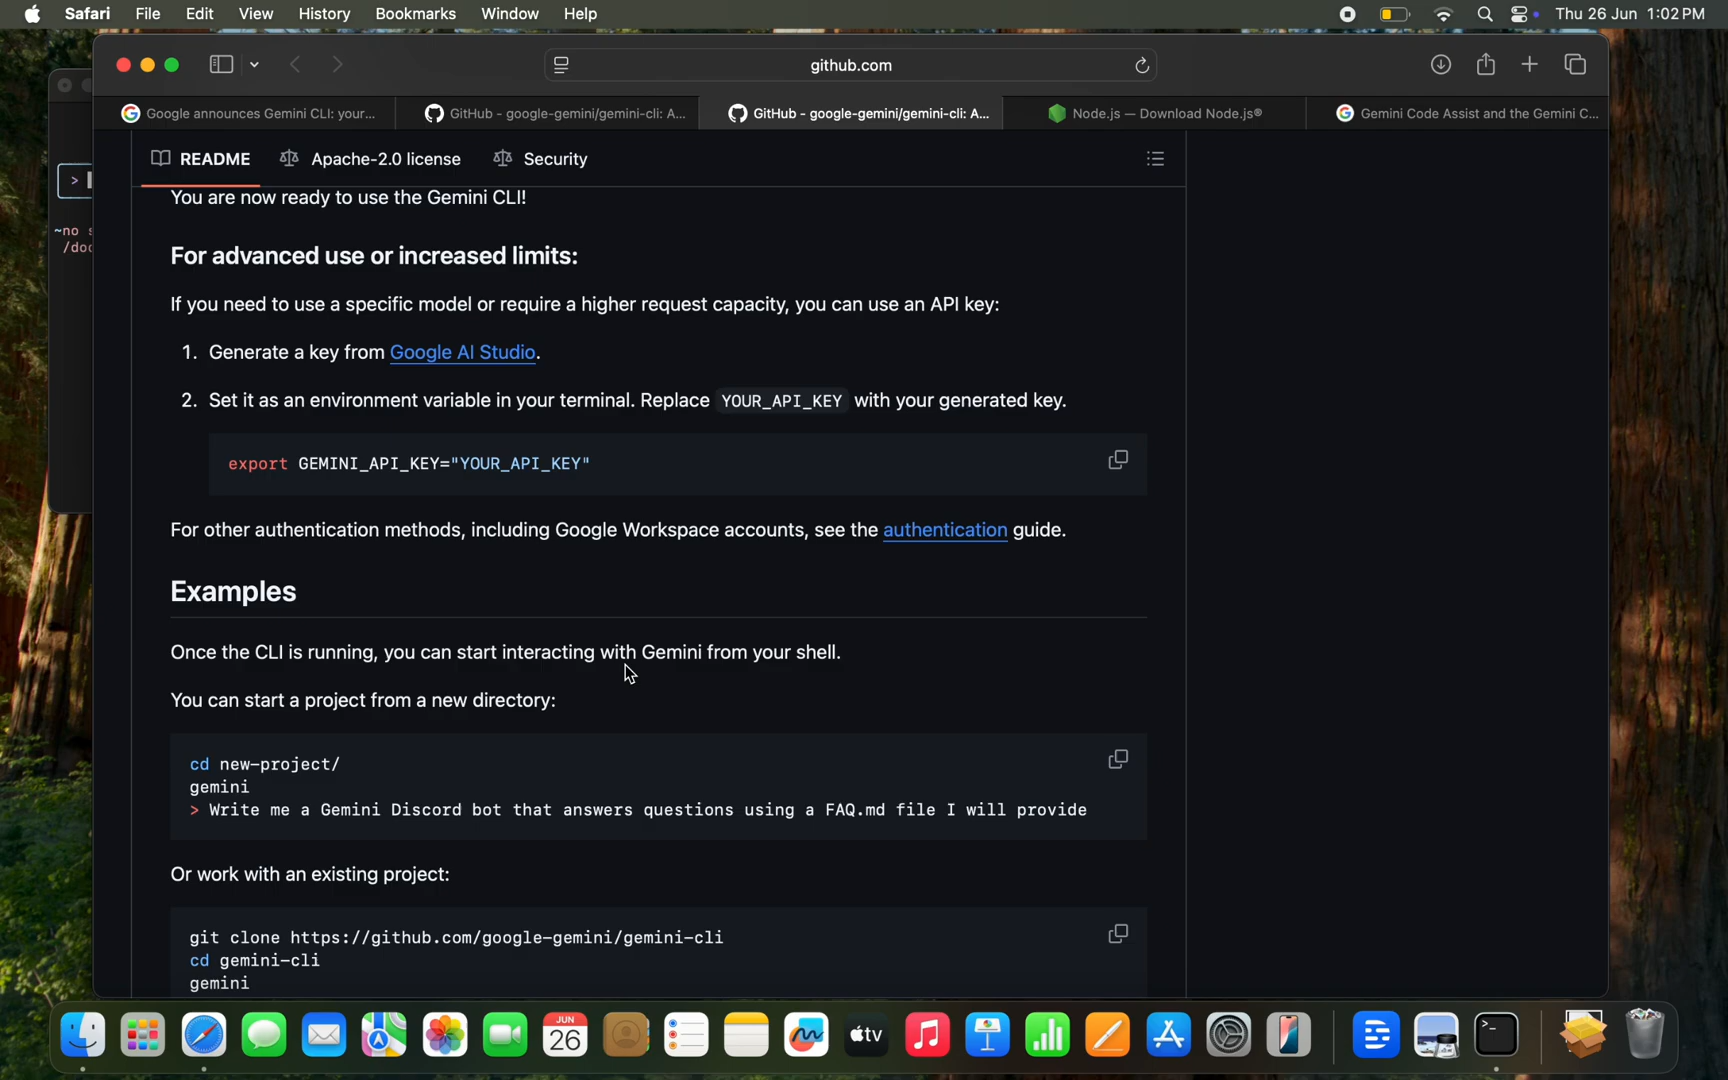 Safari File Edit View History Bookmarks Window Help Thu 26 Jun 1:02 PM
github.com
Google announces Gemini CLI: your...
GitHub - google-gemini/gemini-cli: A...
GitHub - google-gemini/gemini-cli: A...
Node.js — Download Node.js®
Gemini Code Assist and the Gemini C...
README Apache-2.0 license Security
>
~no
/doc
You are now ready to use the Gemini CLI!
For advanced use or increased limits:
If you need to use a specific model or require a higher request capacity, you can use an API key:
1. Generate a key from Google AI Studio.
2. Set it as an environment variable in your terminal. Replace YOUR_API_KEY with your generated key.
export GEMINI_API_KEY="YOUR_API_KEY"
For other authentication methods, including Google Workspace accounts, see the authentication guide.
Examples
Once the CLI is running, you can start interacting with Gemini from your shell.
You can start a project from a new directory:
cd new-project/
gemini
> Write me a Gemini Discord bot that answers questions using a FAQ.md file I will provide
Or work with an existing project:
git clone https://github.com/google-gemini/gemini-cli
cd gemini-cli
gemini
JUN
26
tv